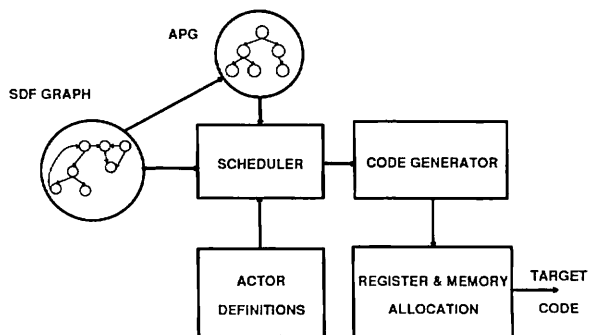 APG
SDF GRAPH
SCHEDULER
CODE GENERATOR
ACTOR
DEFINITIONS
REGISTER & MEMORY
ALLOCATION
TARGET
CODE